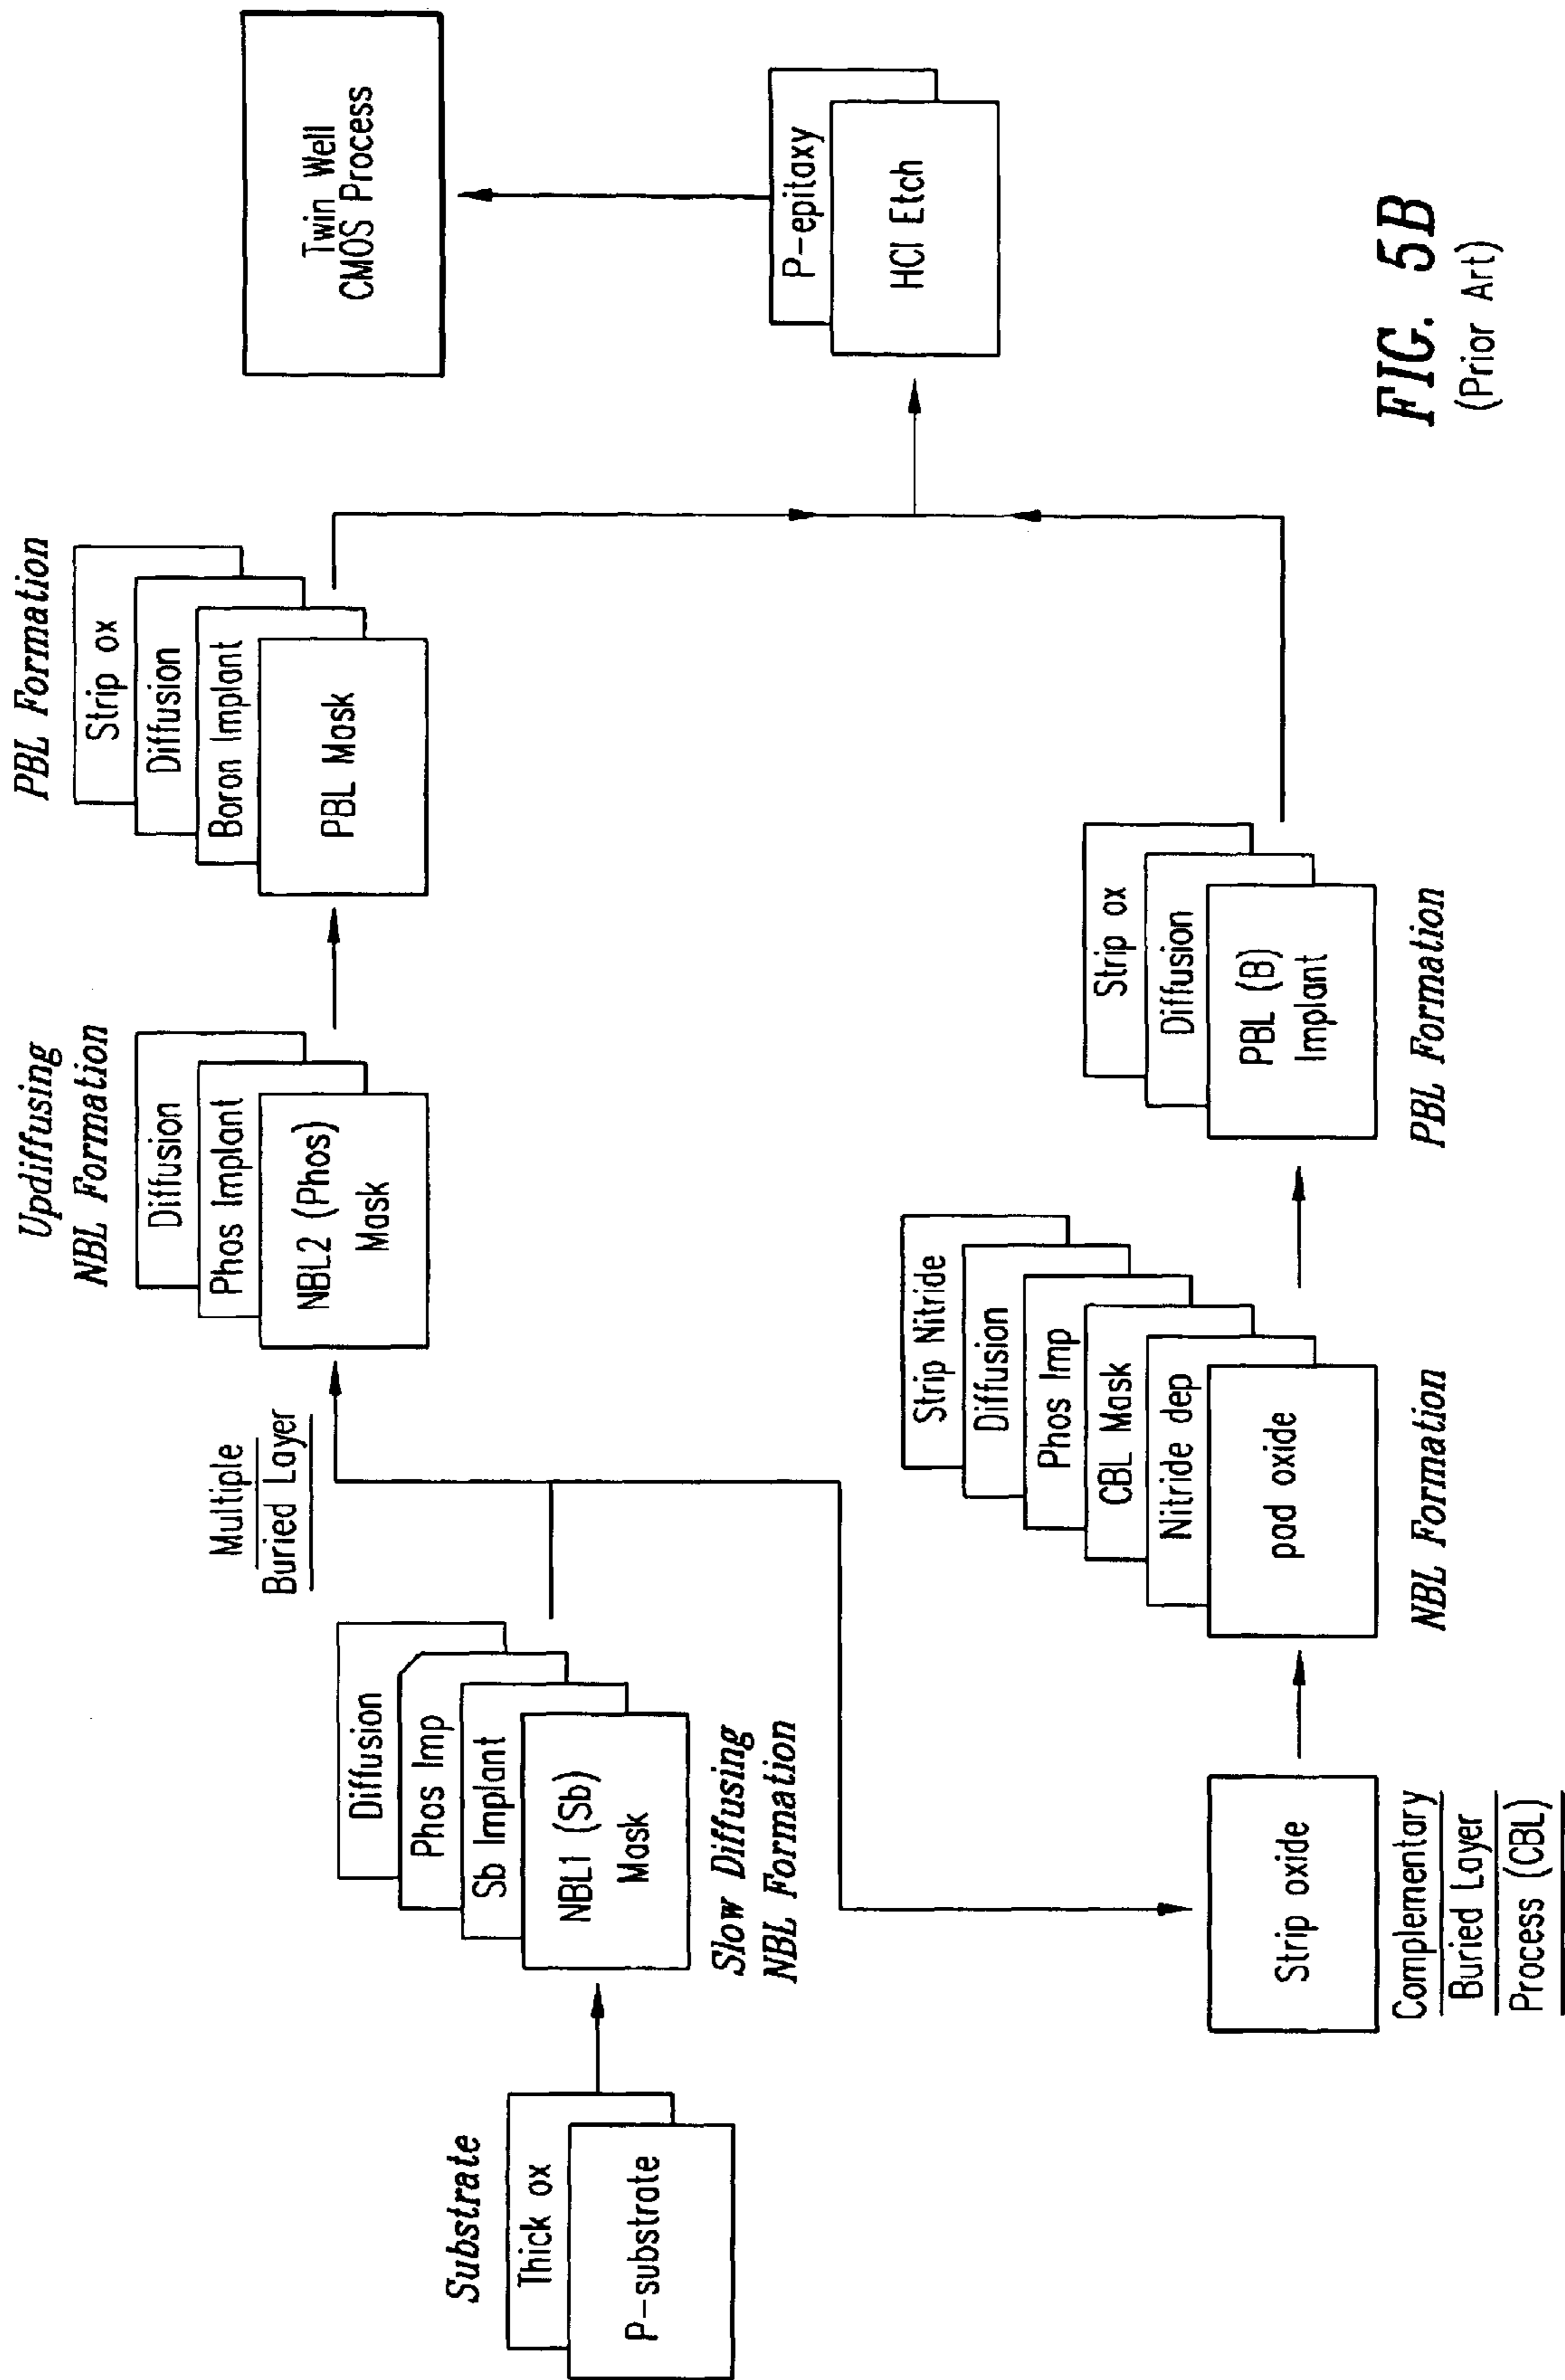 Substrate
Thick ox
P-substrate
Diffusion
Phos Imp
Sb Implant
NBL1 (Sb)
Mask
Slow Diffusing
NBL Formation
Multiple
Buried Layer
Updiffusing
NBL Formation
Diffusion
Phos Implant
NBL2 (Phos)
Mask
PBL Formation
Strip ox
Diffusion
Boron Implant
PBL Mask
Strip oxide
Complementary
Buried Layer
Process (CBL)
Strip Nitride
Diffusion
Phos Imp
CBL Mask
Nitride dep
pad oxide
NBL Formation
Strip ox
Diffusion
PBL (B)
Implant
PBL Formation
P-epitaxy
HCl Etch
Twin Well
CMOS Process
FIG. 5B
(Prior Art)